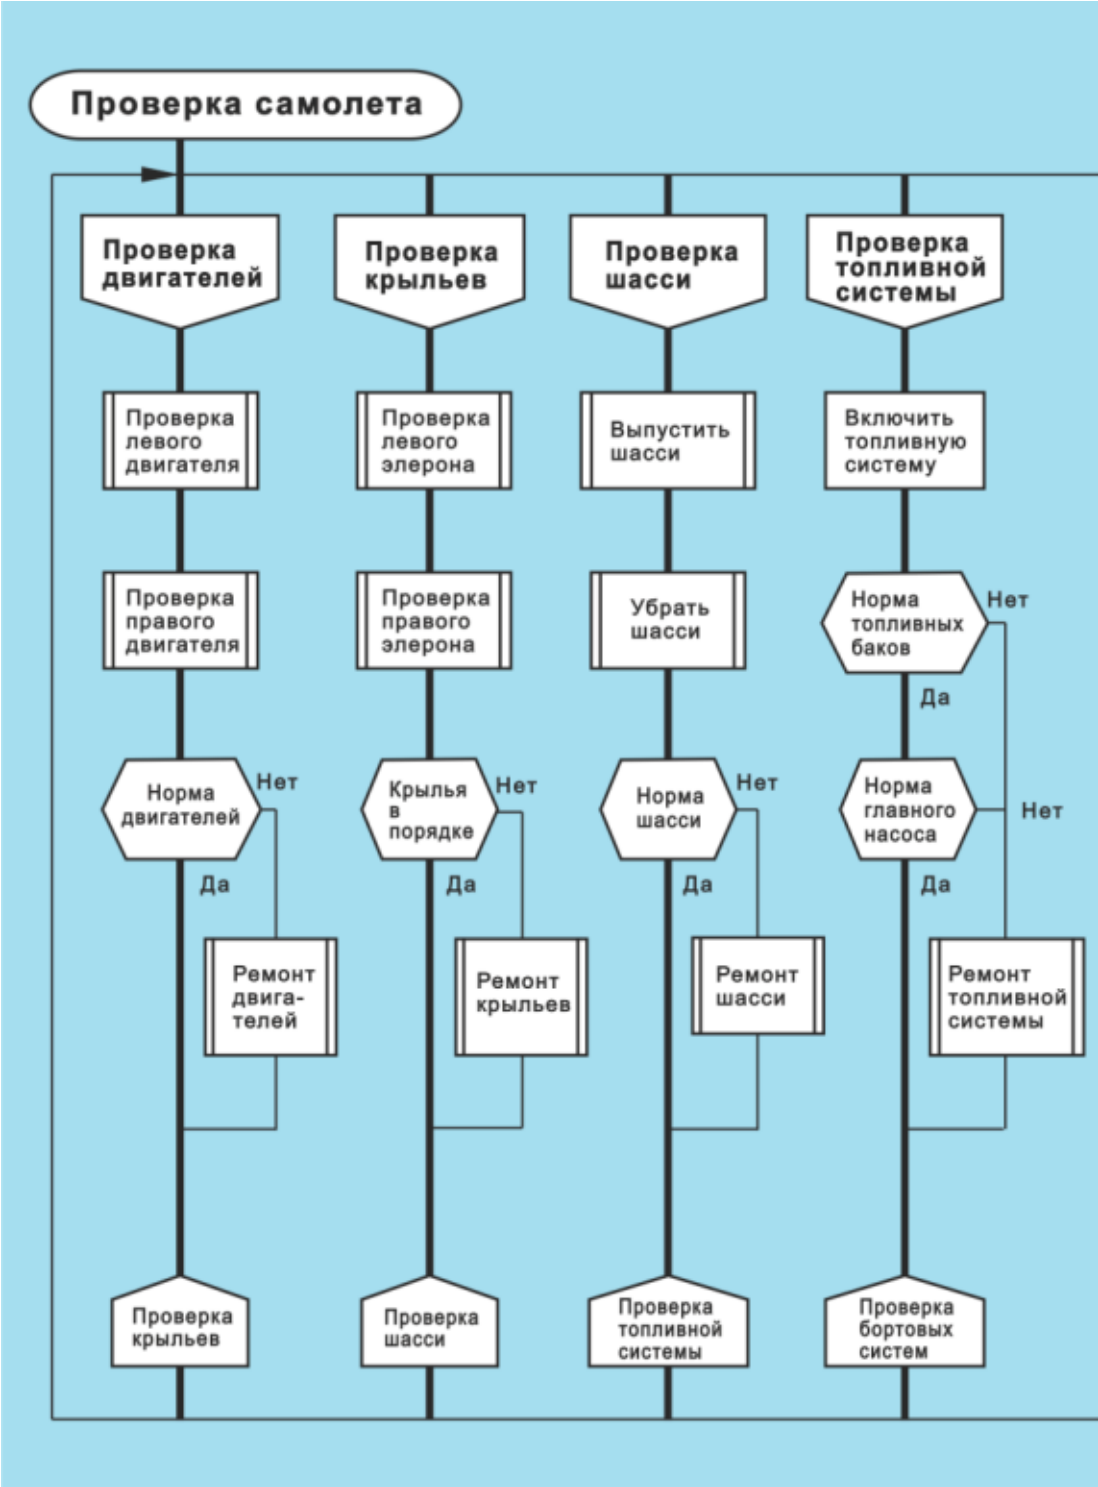 Проверка самолета
Проверка
двигателей
Проверка
левого
двигателя
Проверка
правого
двигателя
Норма
двигателей
Нет
Да
Ремонт
двига-
телей
Проверка
крыльев
Проверка
крыльев
Проверка
левого
элерона
Проверка
правого
элерона
Крылья
в
порядке
Нет
Да
Ремонт
крыльев
Проверка
шасси
Проверка
шасси
Выпустить
шасси
Убрать
шасси
Норма
шасси
Нет
Да
Ремонт
шасси
Проверка
топливной
системы
Проверка
топливной
системы
Включить
топливную
систему
Норма
топливных
баков
Нет
Да
Норма
главного
насоса
Нет
Да
Ремонт
топливной
системы
Проверка
бортовых
систем